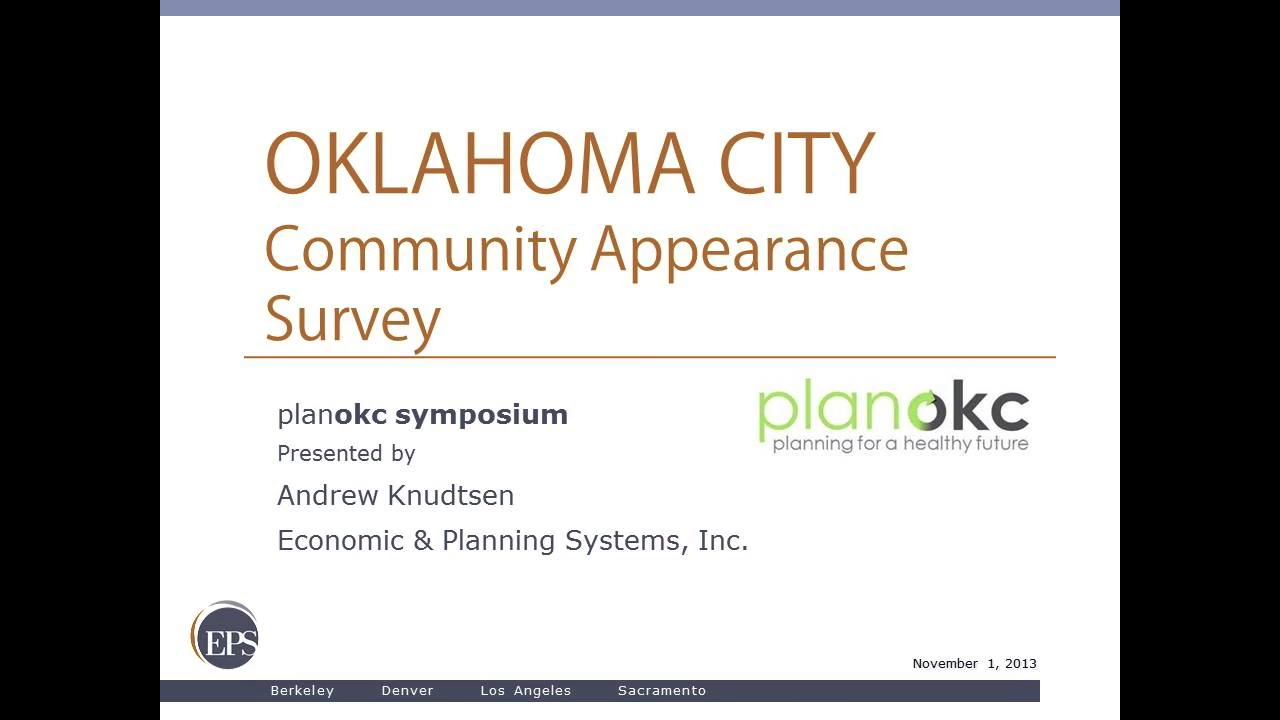 OKLAHOMA CITY
Community Appearance
Survey
planokc symposium
Presented by
Andrew Knudtsen
Economic & Planning Systems, Inc.
planokc
planning for a healthy future
EPS
November 1, 2013
Berkeley Denver Los Angeles Sacramento